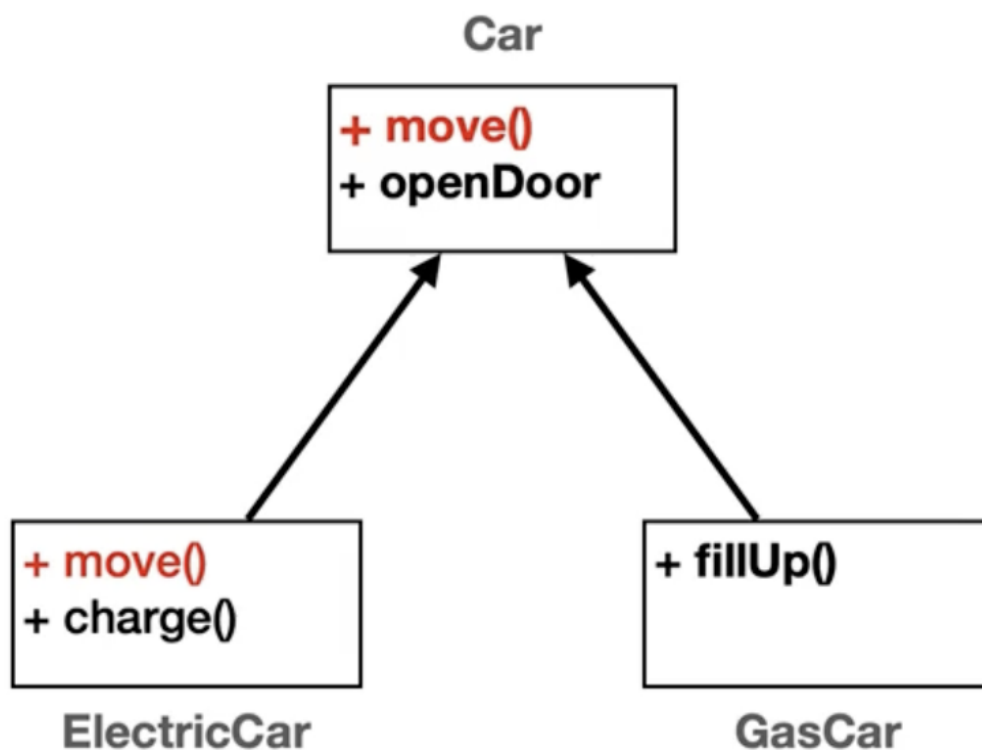 Car
+ move()
+ openDoor
+ move()
+ charge()
+ fillUp()
ElectricCar
GasCar